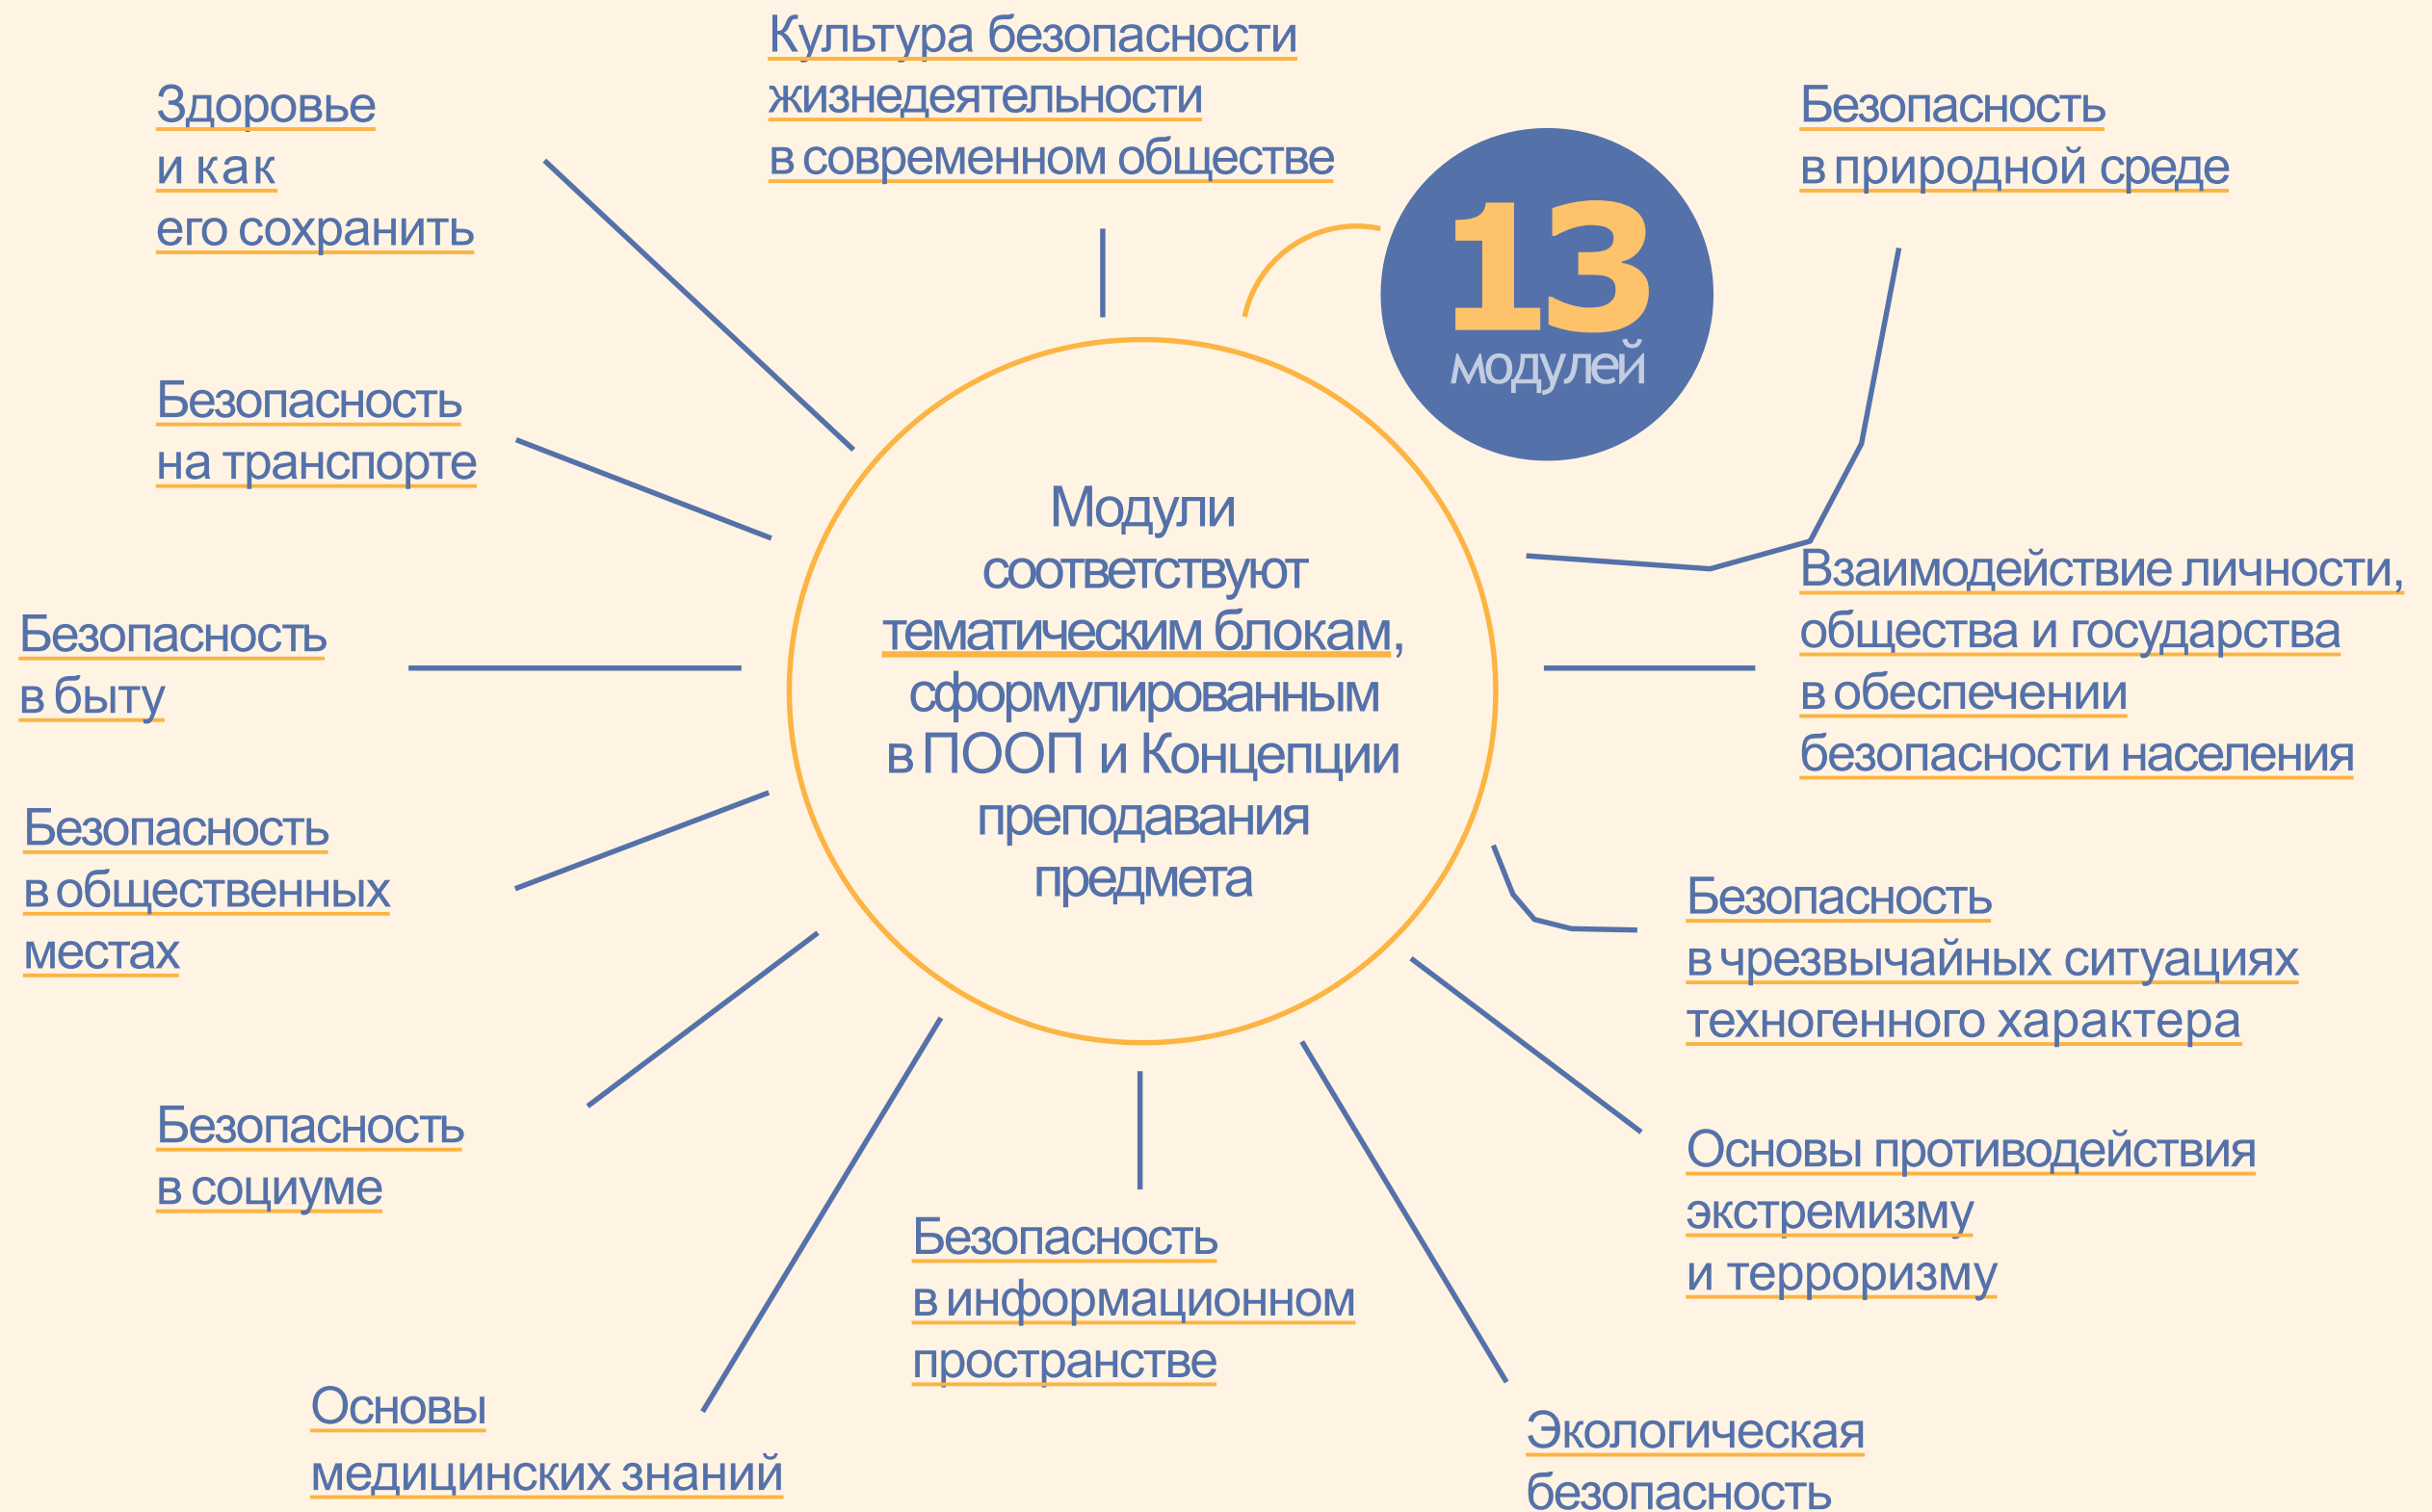 Культура безопасности
жизнедеятельности
в современном обществе
Здоровье
и как
его сохранить
Безопасность
в природной среде
13
модулей
Безопасность
на транспорте
Модули
соответствуют
тематическим блокам,
сформулированным
в ПООП и Концепции
преподавания
предмета
Взаимодействие личности,
общества и государства
в обеспечении
безопасности населения
Безопасность
в быту
Безопасность
в общественных
местах
Безопасность
в чрезвычайных ситуациях
техногенного характера
Безопасность
в социуме
Основы противодействия
экстремизму
и терроризму
Безопасность
в информационном
пространстве
Основы
медицинских знаний
Экологическая
безопасность